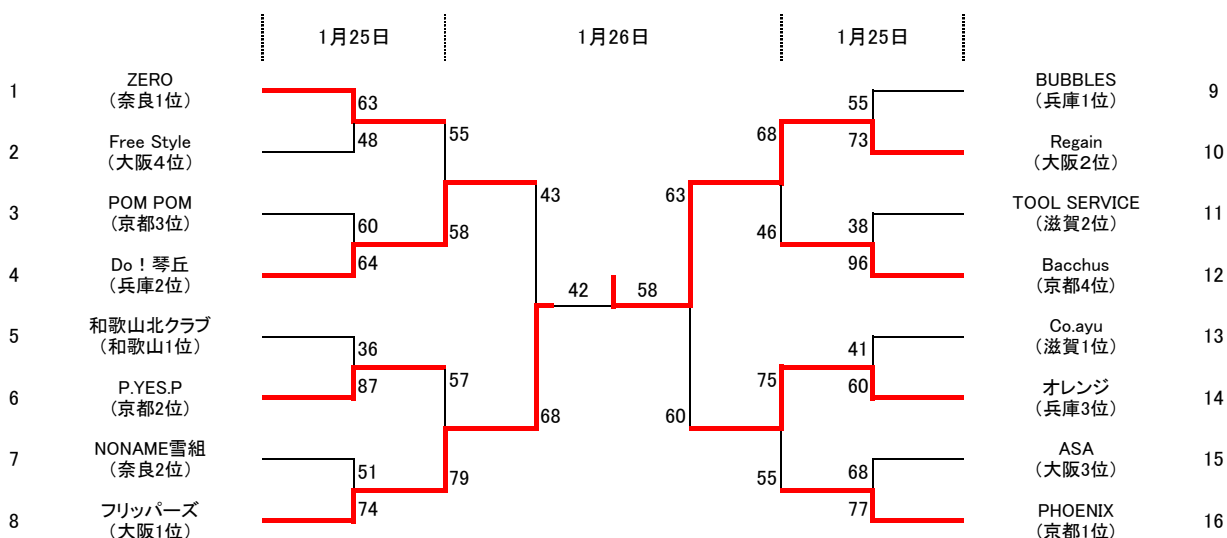 1月25日
1月26日
1月25日
1
ZERO
（奈良1位）
63
55
BUBBLES
（兵庫1位）
9
48
55
68
2
Free Style
（大阪４位）
73
Regain
（大阪２位）
10
43
63
3
POM POM
（京都3位）
60
58
46
38
TOOL SERVICE
（滋賀2位）
11
4
Do！琴丘
（兵庫2位）
64
96
Bacchus
（京都4位）
12
42
58
5
和歌山北クラブ
（和歌山1位）
36
41
Co.ayu
（滋賀1位）
13
57
75
6
P.YES.P
（京都2位）
87
60
オレンジ
（兵庫3位）
14
68
60
7
NONAME雪組
（奈良2位）
51
79
55
68
ASA
（大阪3位）
15
8
フリッパーズ
（大阪1位）
74
77
PHOENIX
（京都1位）
16